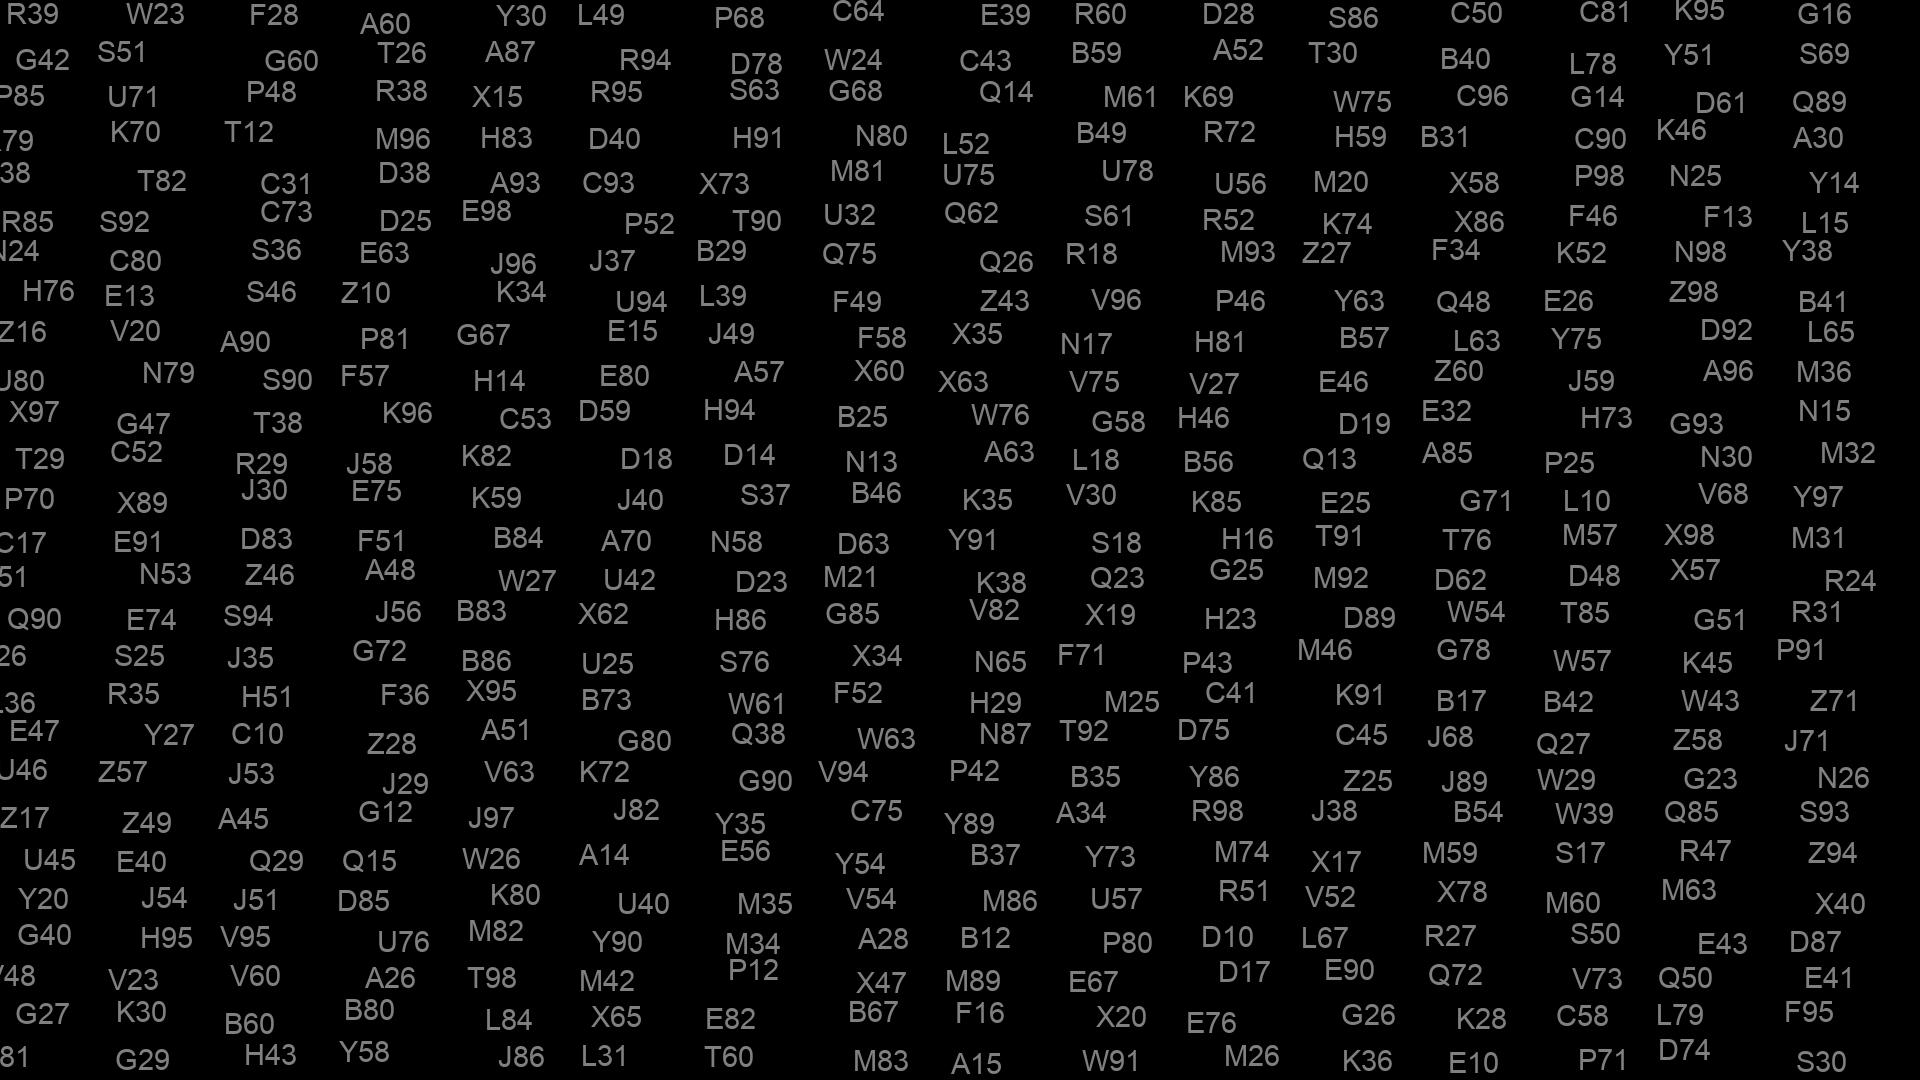 R39 W23 F28 A60 Y30 L49 P68 C64 E39 R60 D28 S86 C50 C81 K95 G16
G42 S51 G60 T26 A87 R94 D78 W24 C43 B59 A52 T30 B40 L78 Y51 S69
P85 U71 P48 R38 X15 R95 S63 G68 Q14 M61 K69 W75 C96 G14 D61 Q89
79 K70 T12 M96 H83 D40 H91 N80 L52 B49 R72 H59 B31 C90 K46 A30
38 T82 C31 D38 A93 C93 X73 M81 U75 U78 U56 M20 X58 P98 N25 Y14
R85 S92 C73 D25 E98 P52 T90 U32 Q62 S61 R52 K74 X86 F46 F13 L15
N24 C80 S36 E63 J96 J37 B29 Q75 Q26 R18 M93 Z27 F34 K52 N98 Y38
H76 E13 S46 Z10 K34 U94 L39 F49 Z43 V96 P46 Y63 Q48 E26 Z98 B41
Z16 V20 A90 P81 G67 E15 J49 F58 X35 N17 H81 B57 L63 Y75 D92 L65
U80 N79 S90 F57 H14 E80 A57 X60 X63 V75 V27 E46 Z60 J59 A96 M36
X97 G47 T38 K96 C53 D59 H94 B25 W76 G58 H46 D19 E32 H73 G93 N15
T29 C52 R29 J58 K82 D18 D14 N13 A63 L18 B56 Q13 A85 P25 N30 M32
P70 X89 J30 E75 K59 J40 S37 B46 K35 V30 K85 E25 G71 L10 V68 Y97
C17 E91 D83 F51 B84 A70 N58 D63 Y91 S18 H16 T91 T76 M57 X98 M31
51 N53 Z46 A48 W27 U42 D23 M21 K38 Q23 G25 M92 D62 D48 X57 R24
Q90 E74 S94 J56 B83 X62 H86 G85 V82 X19 H23 D89 W54 T85 G51 R31
26 S25 J35 G72 B86 U25 S76 X34 N65 F71 P43 M46 G78 W57 K45 P91
36 R35 H51 F36 X95 B73 W61 F52 H29 M25 C41 K91 B17 B42 W43 Z71
E47 Y27 C10 Z28 A51 G80 Q38 W63 N87 T92 D75 C45 J68 Q27 Z58 J71
U46 Z57 J53 J29 V63 K72 G90 V94 P42 B35 Y86 Z25 J89 W29 G23 N26
Z17 Z49 A45 G12 J97 J82 Y35 C75 Y89 A34 R98 J38 B54 W39 Q85 S93
U45 E40 Q29 Q15 W26 A14 E56 Y54 B37 Y73 M74 X17 M59 S17 R47 Z94
Y20 J54 J51 D85 K80 U40 M35 V54 M86 U57 R51 V52 X78 M60 M63 X40
G40 H95 V95 U76 M82 Y90 M34 A28 B12 P80 D10 L67 R27 S50 E43 D87
V48 V23 V60 A26 T98 M42 P12 X47 M89 E67 D17 E90 Q72 V73 Q50 E41
G27 K30 B60 B80 L84 X65 E82 B67 F16 X20 E76 G26 K28 C58 L79 F95
81 G29 H43 Y58 J86 L31 T60 M83 A15 W91 M26 K36 E10 P71 D74 S30